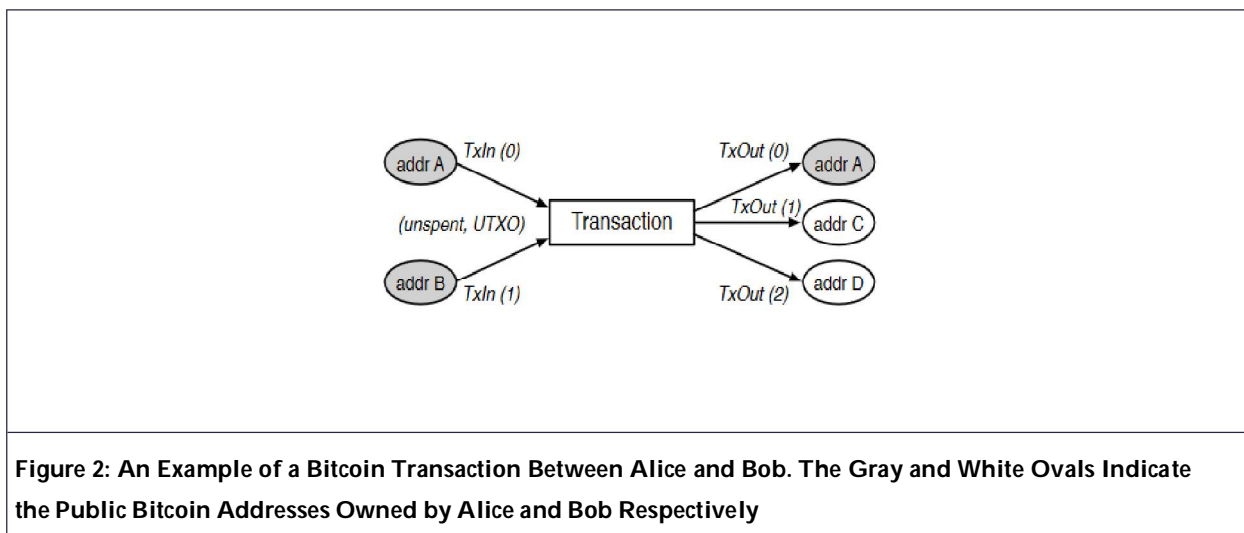 addr A
TxIn (0)
TxOut (0)
addr A
(unspent, UTXO)
Transaction
TxOut (1)
addr C
addr B
TxIn (1)
TxOut (2)
addr D
Figure 2: An Example of a Bitcoin Transaction Between Alice and Bob. The Gray and White Ovals Indicate
the Public Bitcoin Addresses Owned by Alice and Bob Respectively